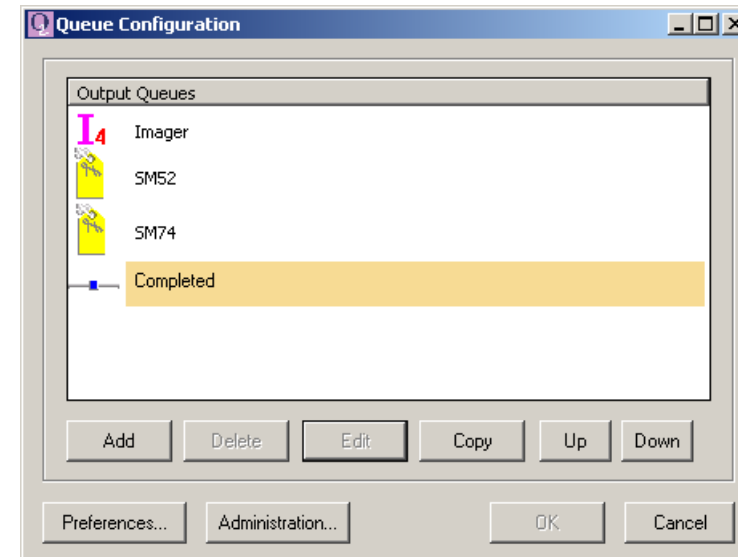 Queue Configuration
Output Queues
I4 Imager
SM52
SM74
Completed
Add Delete Edit Copy Up Down
Preferences... Administration... OK Cancel